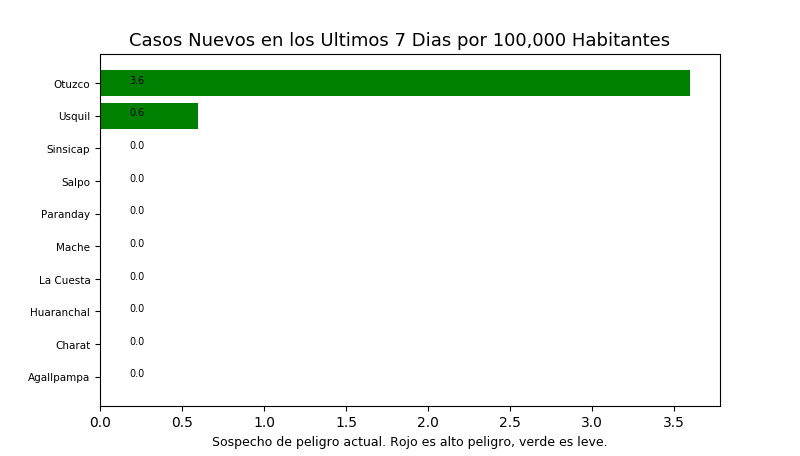 Casos Nuevos en los Ultimos 7 Dias por 100,000 Habitantes
Otuzco 3.6
Usquil 0.6
Sinsicap 0.0
Salpo 0.0
Paranday 0.0
Mache 0.0
La Cuesta 0.0
Huaranchal 0.0
Charat 0.0
Agallpampa 0.0
0.0 0.5 1.0 1.5 2.0 2.5 3.0 3.5
Sospecho de peligro actual. Rojo es alto peligro, verde es leve.